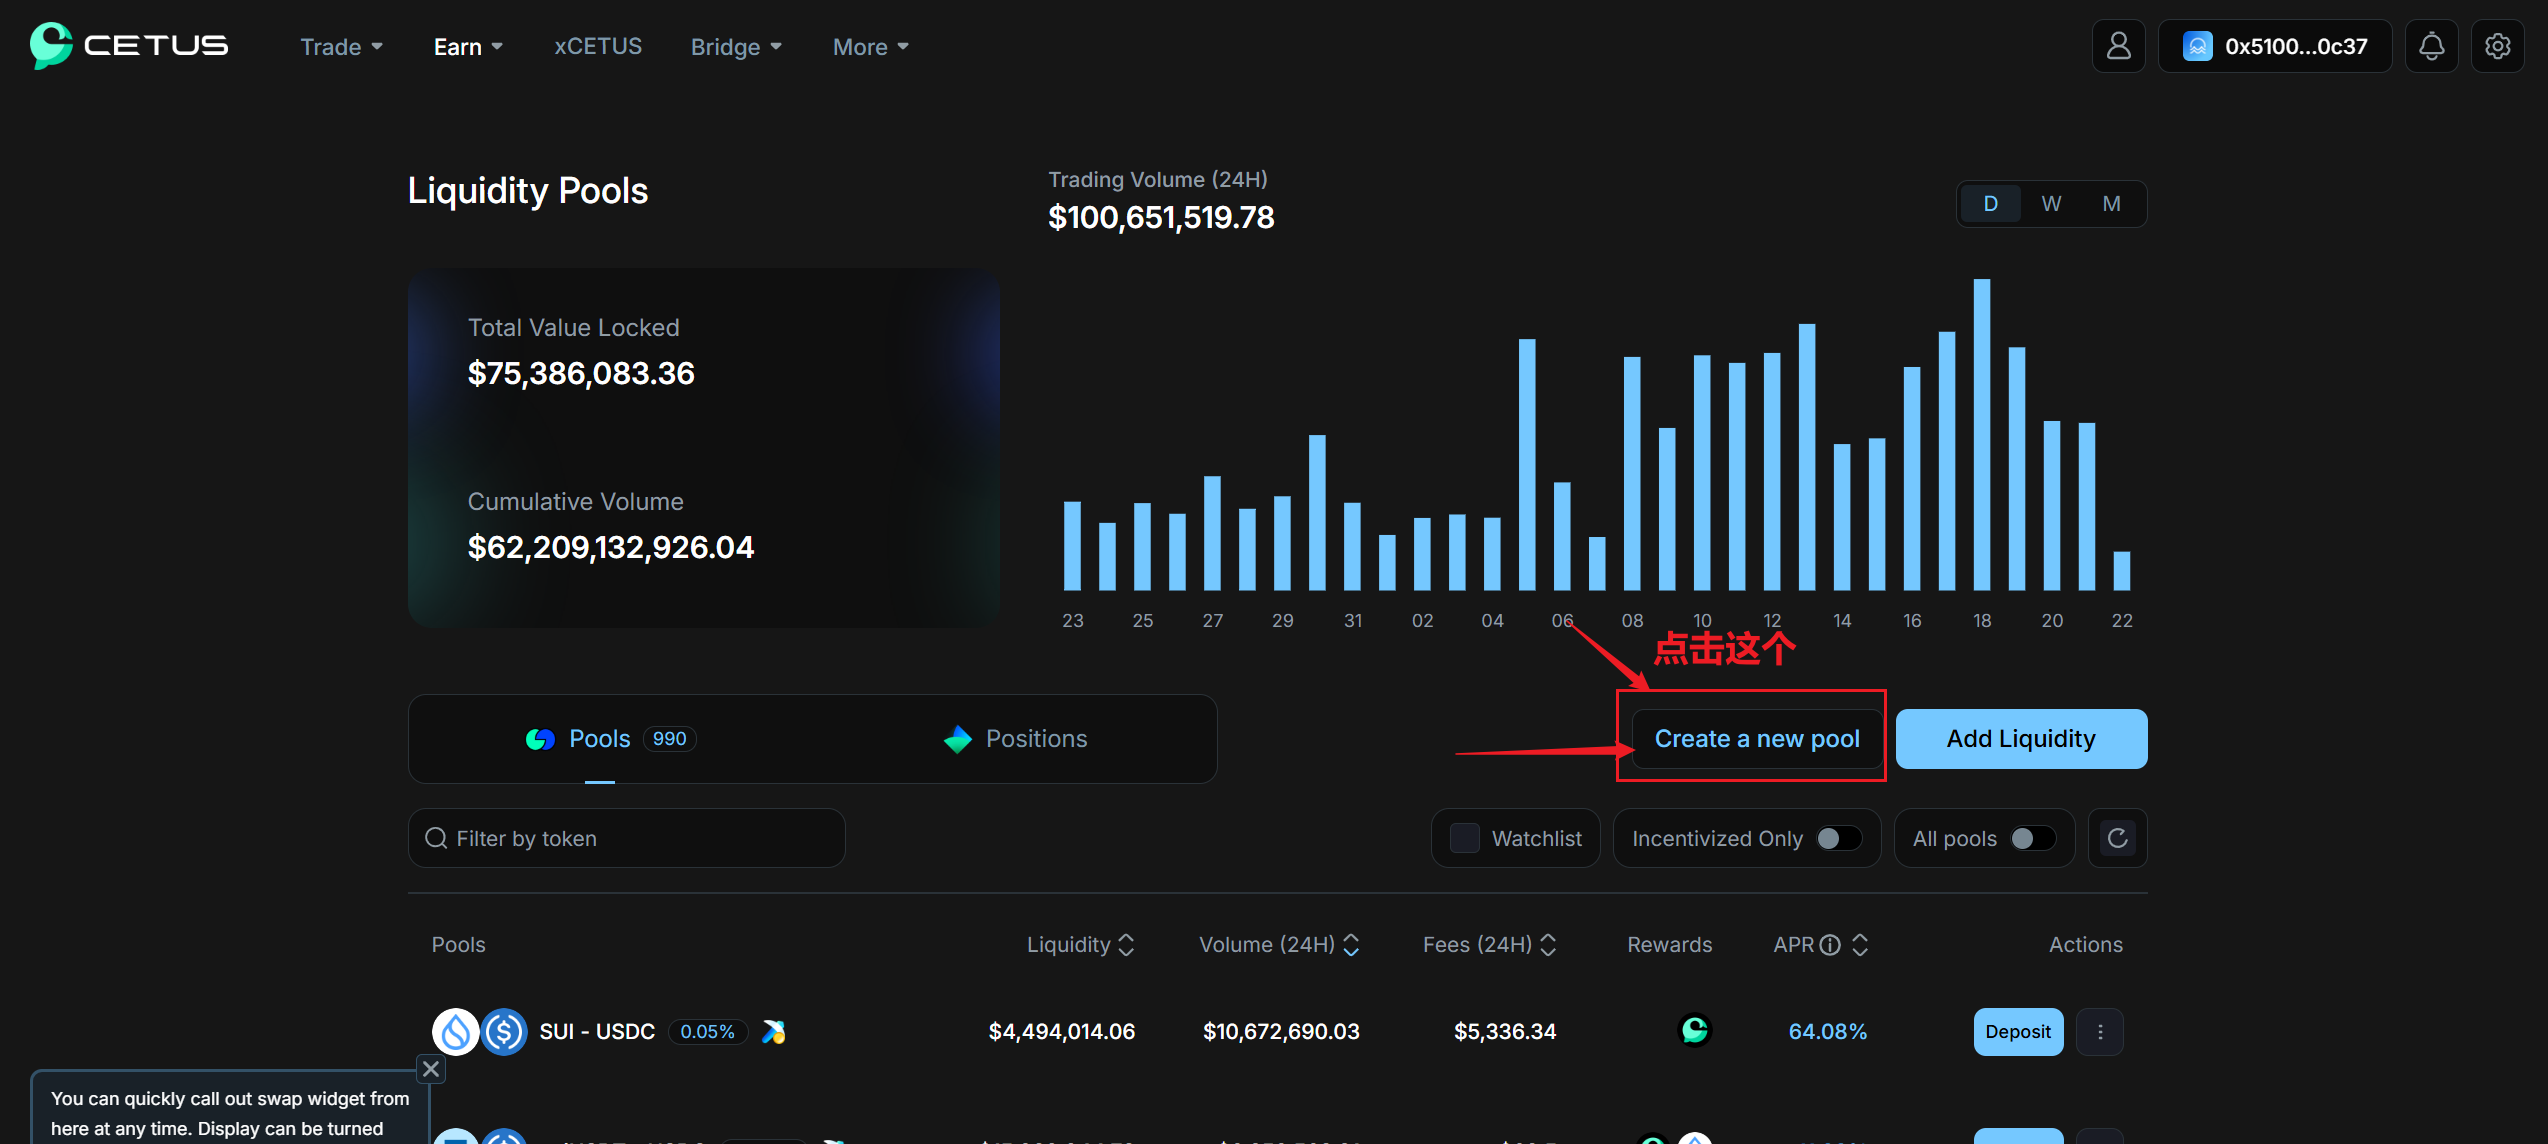 CETUS
Trade
Earn
xCETUS
Bridge
More
0x5100...0c37
Liquidity Pools
Trading Volume (24H)
$100,651,519.78
D W M
Total Value Locked
$75,386,083.36
Cumulative Volume
$62,209,132,926.04
23 25 27 29 31 02 04 06 08 10 12 14 16 18 20 22
点击这个
Pools 990
Positions
Create a new pool
Add Liquidity
Filter by token
Watchlist
Incentivized Only
All pools
Pools Liquidity Volume (24H) Fees (24H) Rewards APR Actions
SUI - USDC 0.05% $4,494,014.06 $10,672,690.03 $5,336.34 64.08% Deposit
You can quickly call out swap widget from
here at any time. Display can be turned